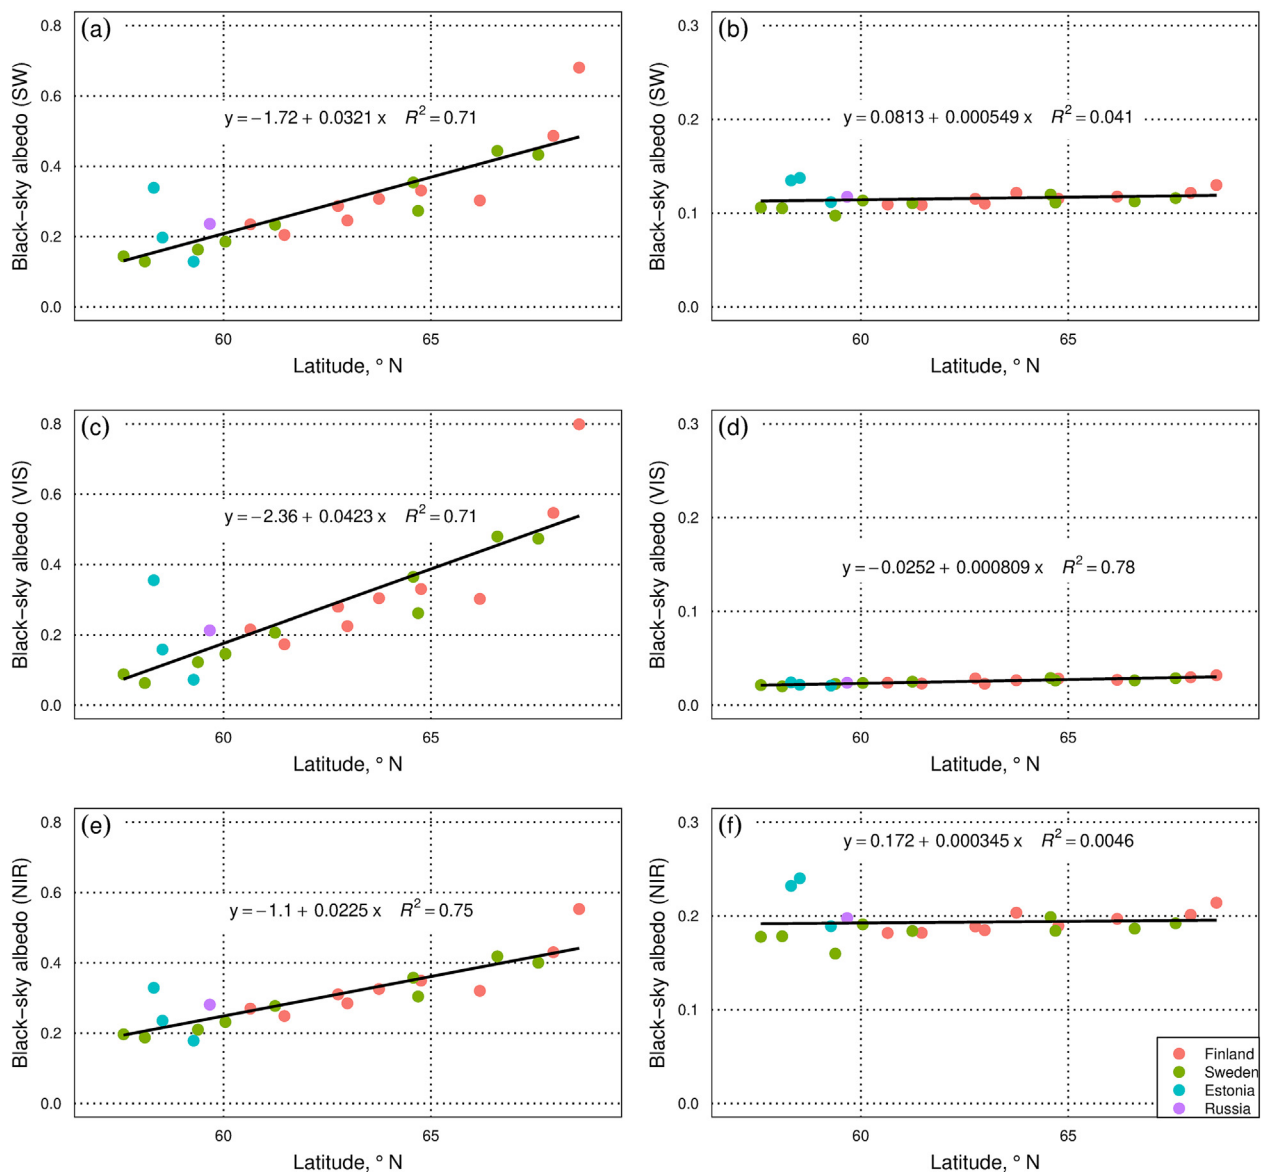 (a)
Black−sky albedo (SW)
0.8
0.6
0.4
0.2
0.0
y = −1.72 + 0.0321 x R² = 0.71
60 65
Latitude, ° N
(b)
Black−sky albedo (SW)
0.3
0.2
0.1
0.0
y = 0.0813 + 0.000549 x R² = 0.041
60 65
Latitude, ° N
(c)
Black−sky albedo (VIS)
0.8
0.6
0.4
0.2
0.0
y = −2.36 + 0.0423 x R² = 0.71
60 65
Latitude, ° N
(d)
Black−sky albedo (VIS)
0.3
0.2
0.1
0.0
y = −0.0252 + 0.000809 x R² = 0.78
60 65
Latitude, ° N
(e)
Black−sky albedo (NIR)
0.8
0.6
0.4
0.2
0.0
y = −1.1 + 0.0225 x R² = 0.75
60 65
Latitude, ° N
(f)
Black−sky albedo (NIR)
0.3
0.2
0.1
0.0
y = 0.172 + 0.000345 x R² = 0.0046
60 65
Latitude, ° N
Finland
Sweden
Estonia
Russia